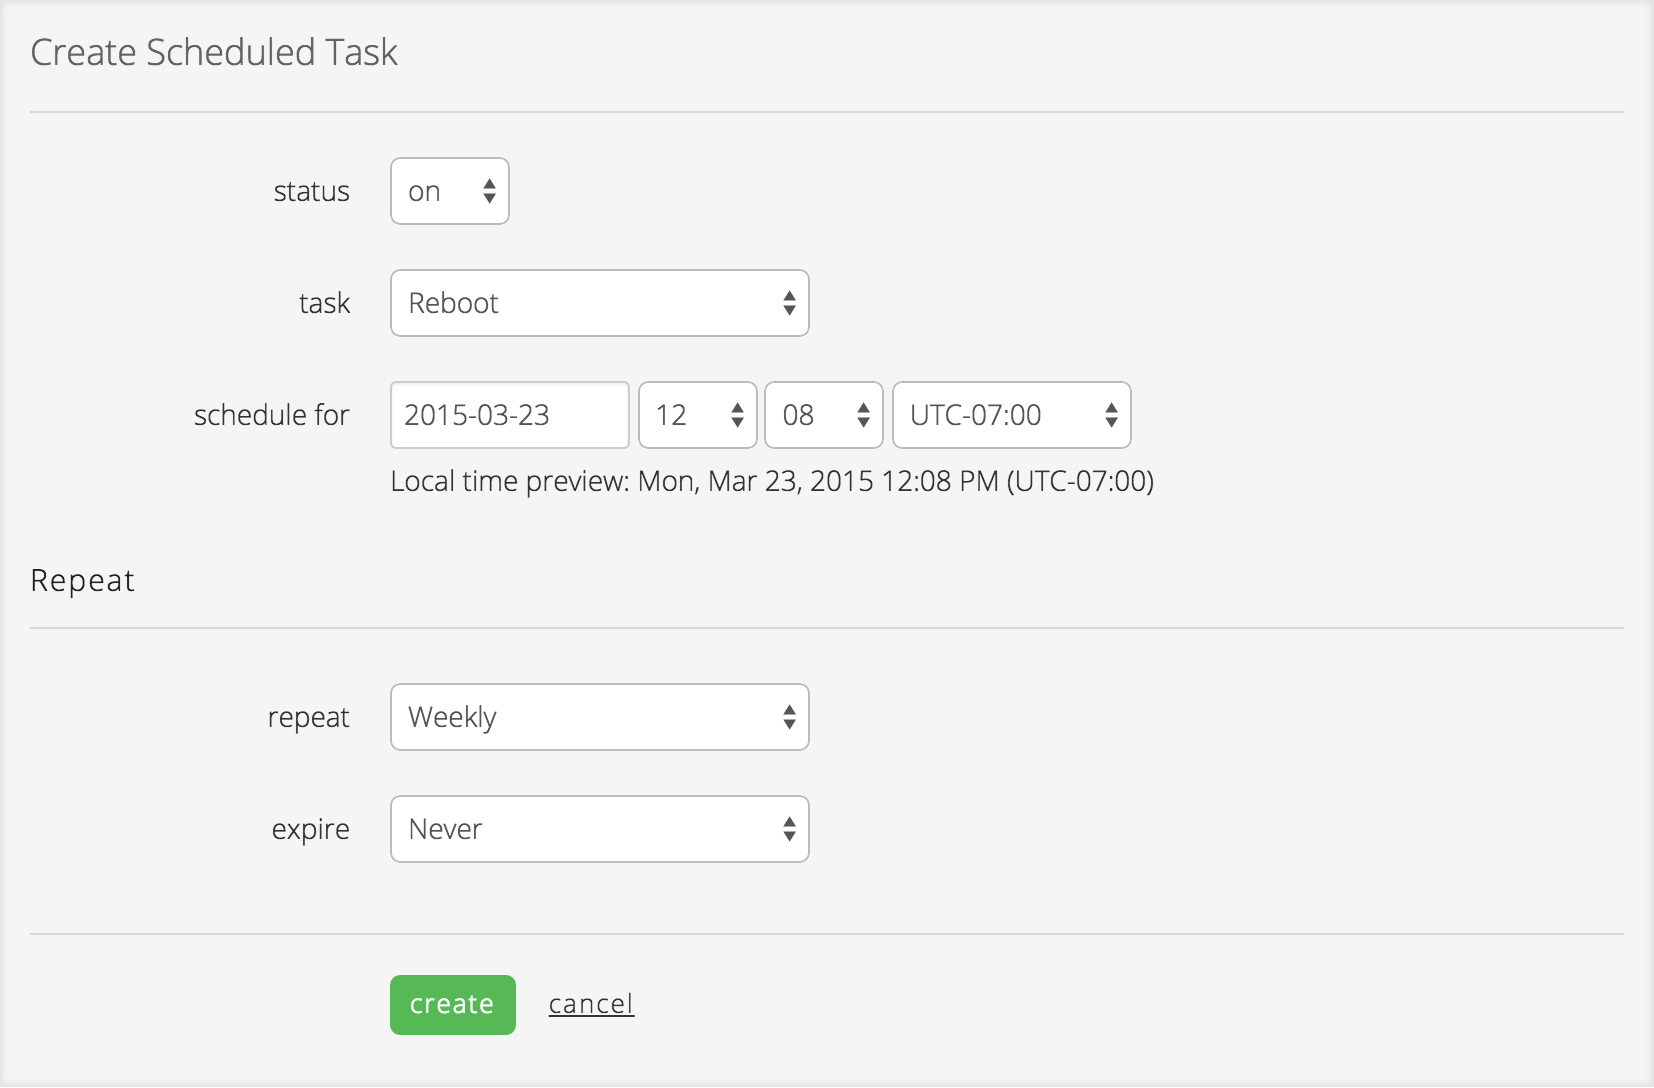 Create Scheduled Task
status on
task Reboot
schedule for 2015-03-23 12 08 UTC-07:00
Local time preview: Mon, Mar 23, 2015 12:08 PM (UTC-07:00)
Repeat
repeat Weekly
expire Never
create cancel